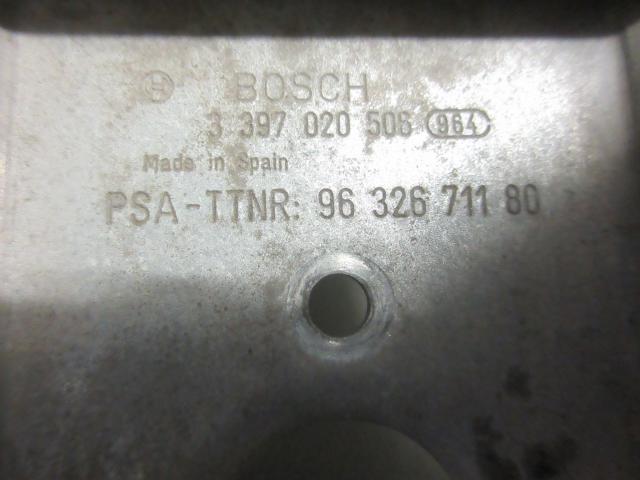 BOSCH
3 397 020 506 964
Made in Spain
PSA-TTNR: 96 326 711 80